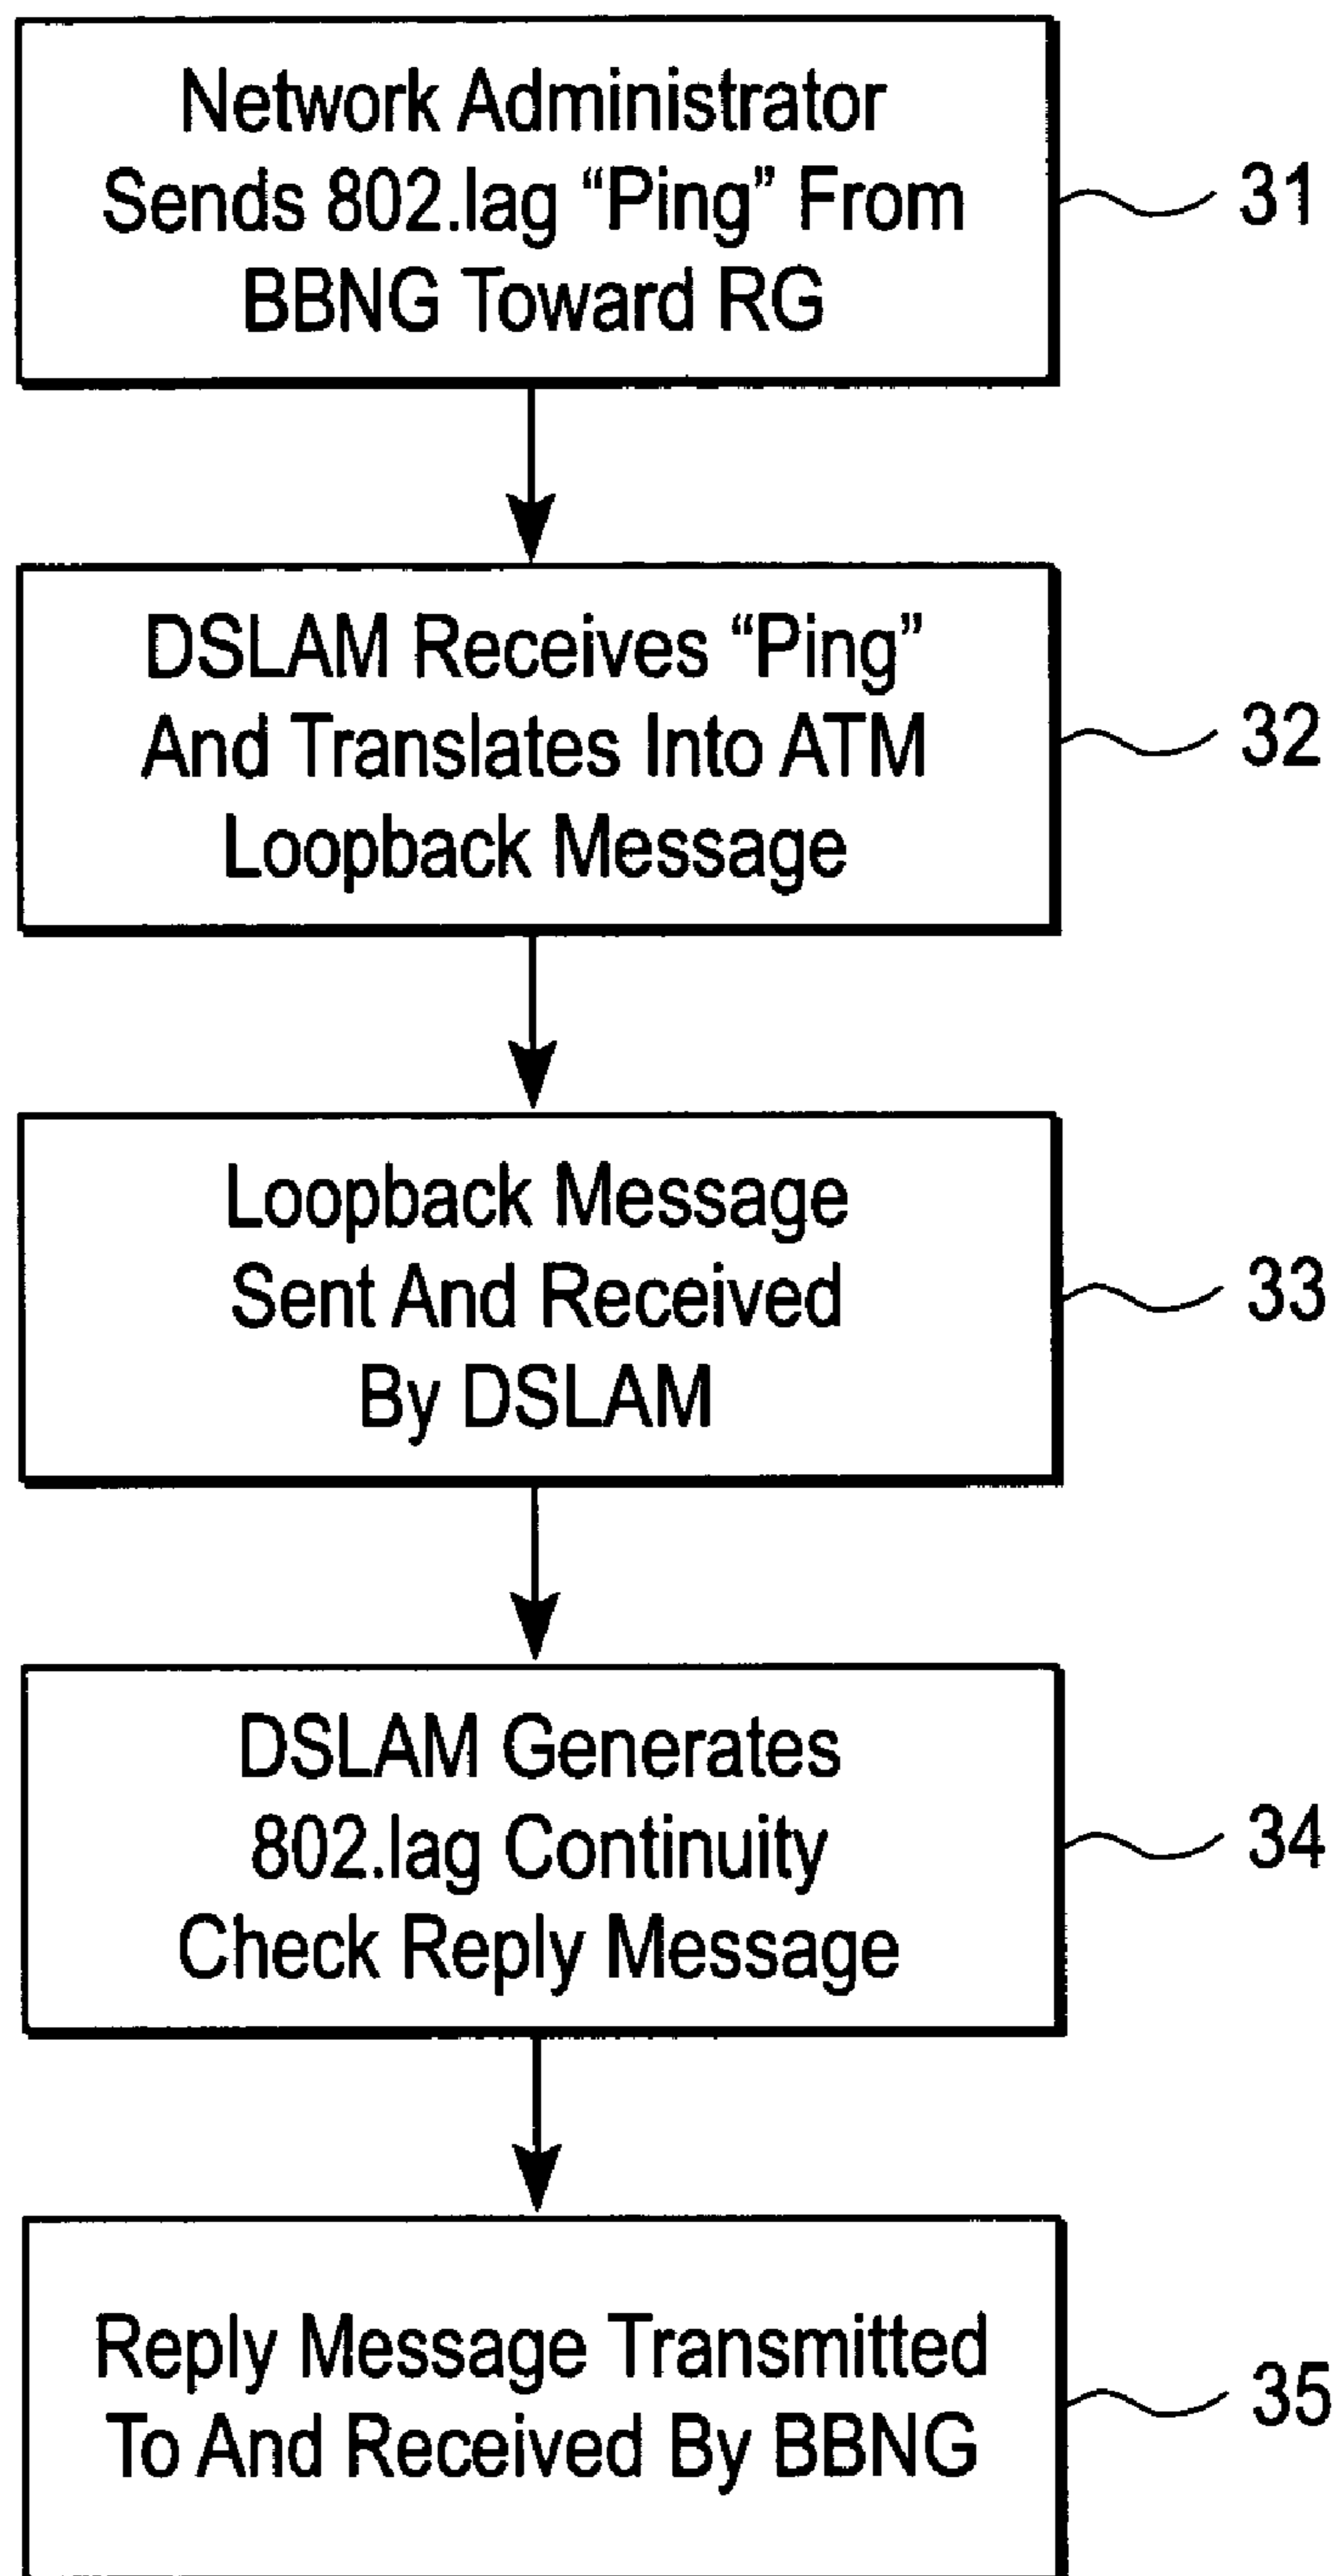 Network Administrator
Sends 802.lag “Ping” From
BBNG Toward RG
31
DSLAM Receives “Ping”
And Translates Into ATM
Loopback Message
32
Loopback Message
Sent And Received
By DSLAM
33
DSLAM Generates
802.lag Continuity
Check Reply Message
34
Reply Message Transmitted
To And Received By BBNG
35